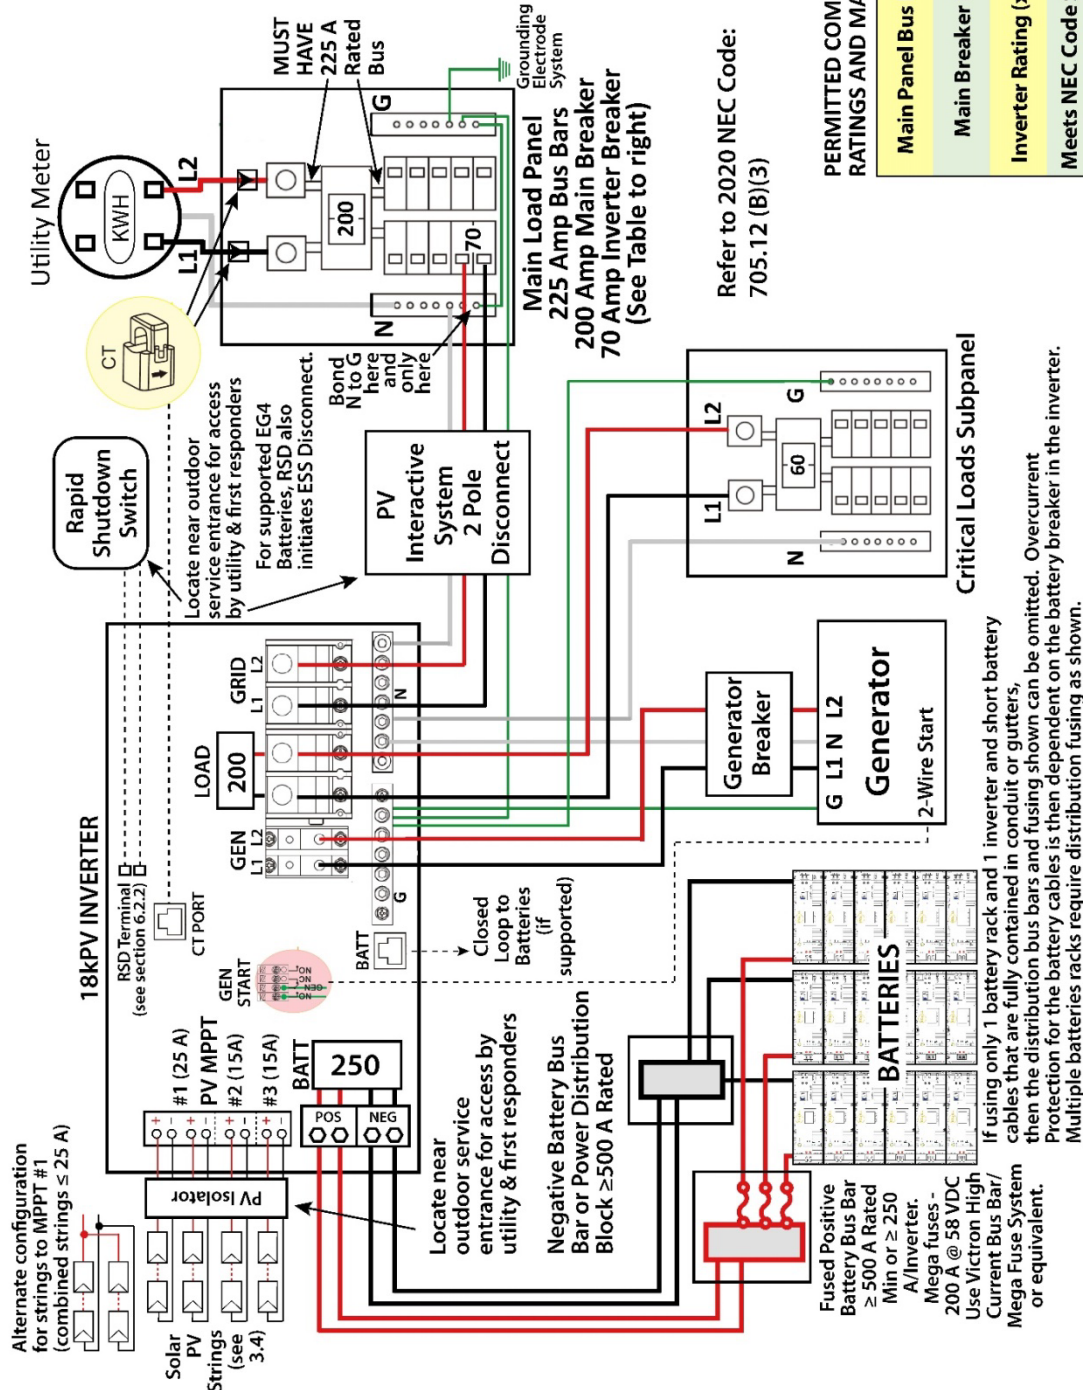 Alternate configuration
for strings to MPPT #1
(combined strings ≤ 25 A)
Solar
PV
Strings
(see
3.4)
PV Isolator
18kPV INVERTER
RSD Terminal
(see section 6.2.2)
CT PORT
GEN
START
#1 (25 A)
PV MPPT
#2 (15A)
#3 (15A)
BATT
250
POS
NEG
BATT
Closed
Loop to
Batteries
(if
supported)
GEN
L1 L2
LOAD
200
GRID
L1 L2
G
N
Rapid
Shutdown
Switch
Locate near outdoor
service entrance for access
by utility & first responders
For supported EG4
Batteries, RSD also
initiates ESS Disconnect.
PV
Interactive
System
2 Pole
Disconnect
CT
Utility Meter
KWH
L1
L2
MUST
HAVE
225 A
Rated
Bus
200
70
N
G
Grounding
Electrode
System
Bond
N to G
here
and
only
here
Main Load Panel
225 Amp Bus Bars
200 Amp Main Breaker
70 Amp Inverter Breaker
(See Table to right)
Refer to 2020 NEC Code:
705.12 (B)(3)
PERMITTED COM
RATINGS AND MA
Main Panel Bus
Main Breaker
Inverter Rating (
Meets NEC Code
L1
L2
N
G
60
Critical Loads Subpanel
Generator
Breaker
G L1 N L2
Generator
2-Wire Start
Locate near
outdoor service
entrance for access by
utility & first responders
Negative Battery Bus
Bar or Power Distribution
Block ≥500 A Rated
BATTERIES
Fused Positive
Battery Bus Bar
≥ 500 A Rated
Min or ≥ 250
A/Inverter.
Mega fuses -
200 A @ 58 VDC
Use Victron High
Current Bus Bar/
Mega Fuse System
or equivalent.
If using only 1 battery rack and 1 inverter and short battery
cables that are fully contained in conduit or gutters,
then the distribution bus bars and fusing shown can be omitted. Overcurrent
Protection for the battery cables is then dependent on the battery breaker in the inverter.
Multiple batteries racks require distribution fusing as shown.